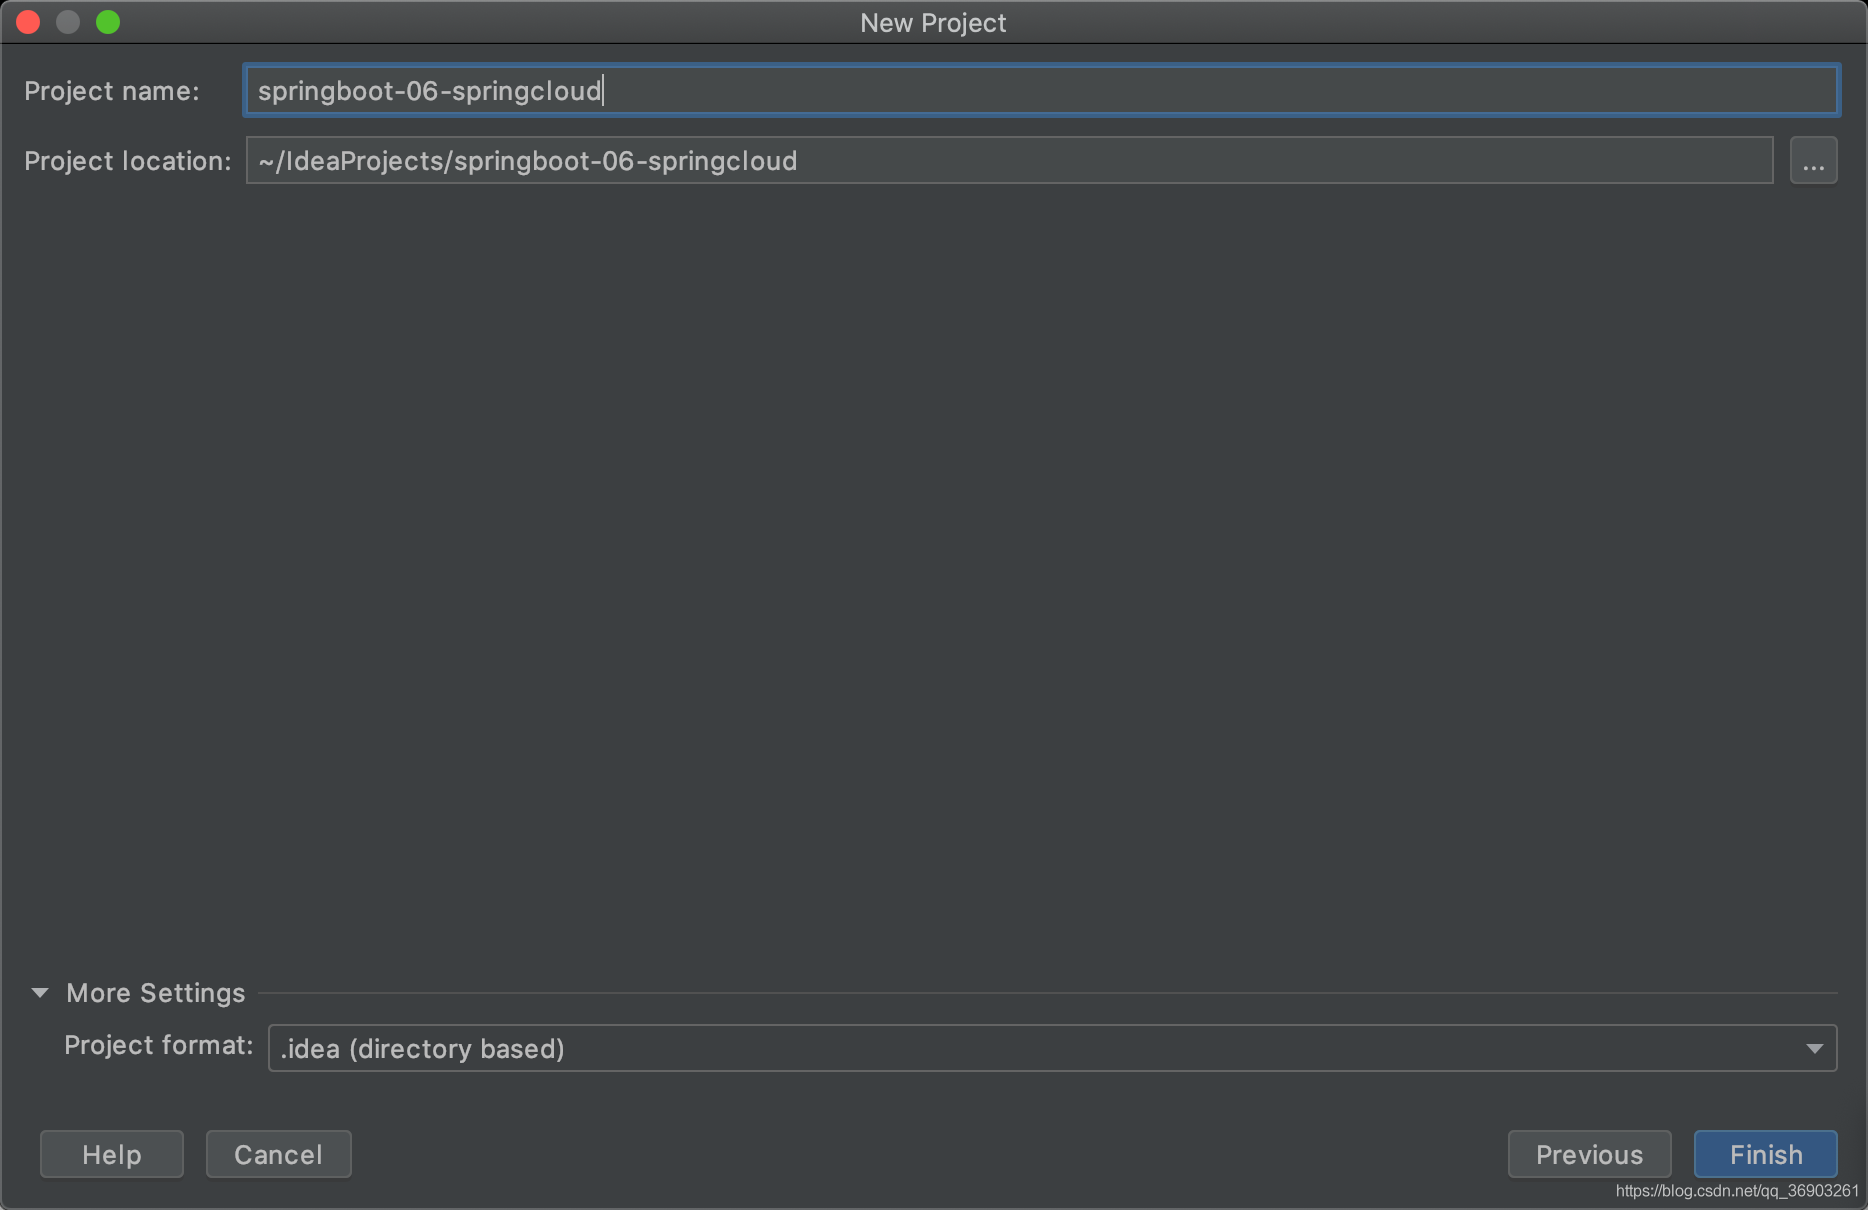 New Project
Project name: springboot-06-springcloud
Project location: ~/IdeaProjects/springboot-06-springcloud ...
More Settings
Project format: .idea (directory based)
Help Cancel Previous Finish
https://blog.csdn.net/qq_36903261